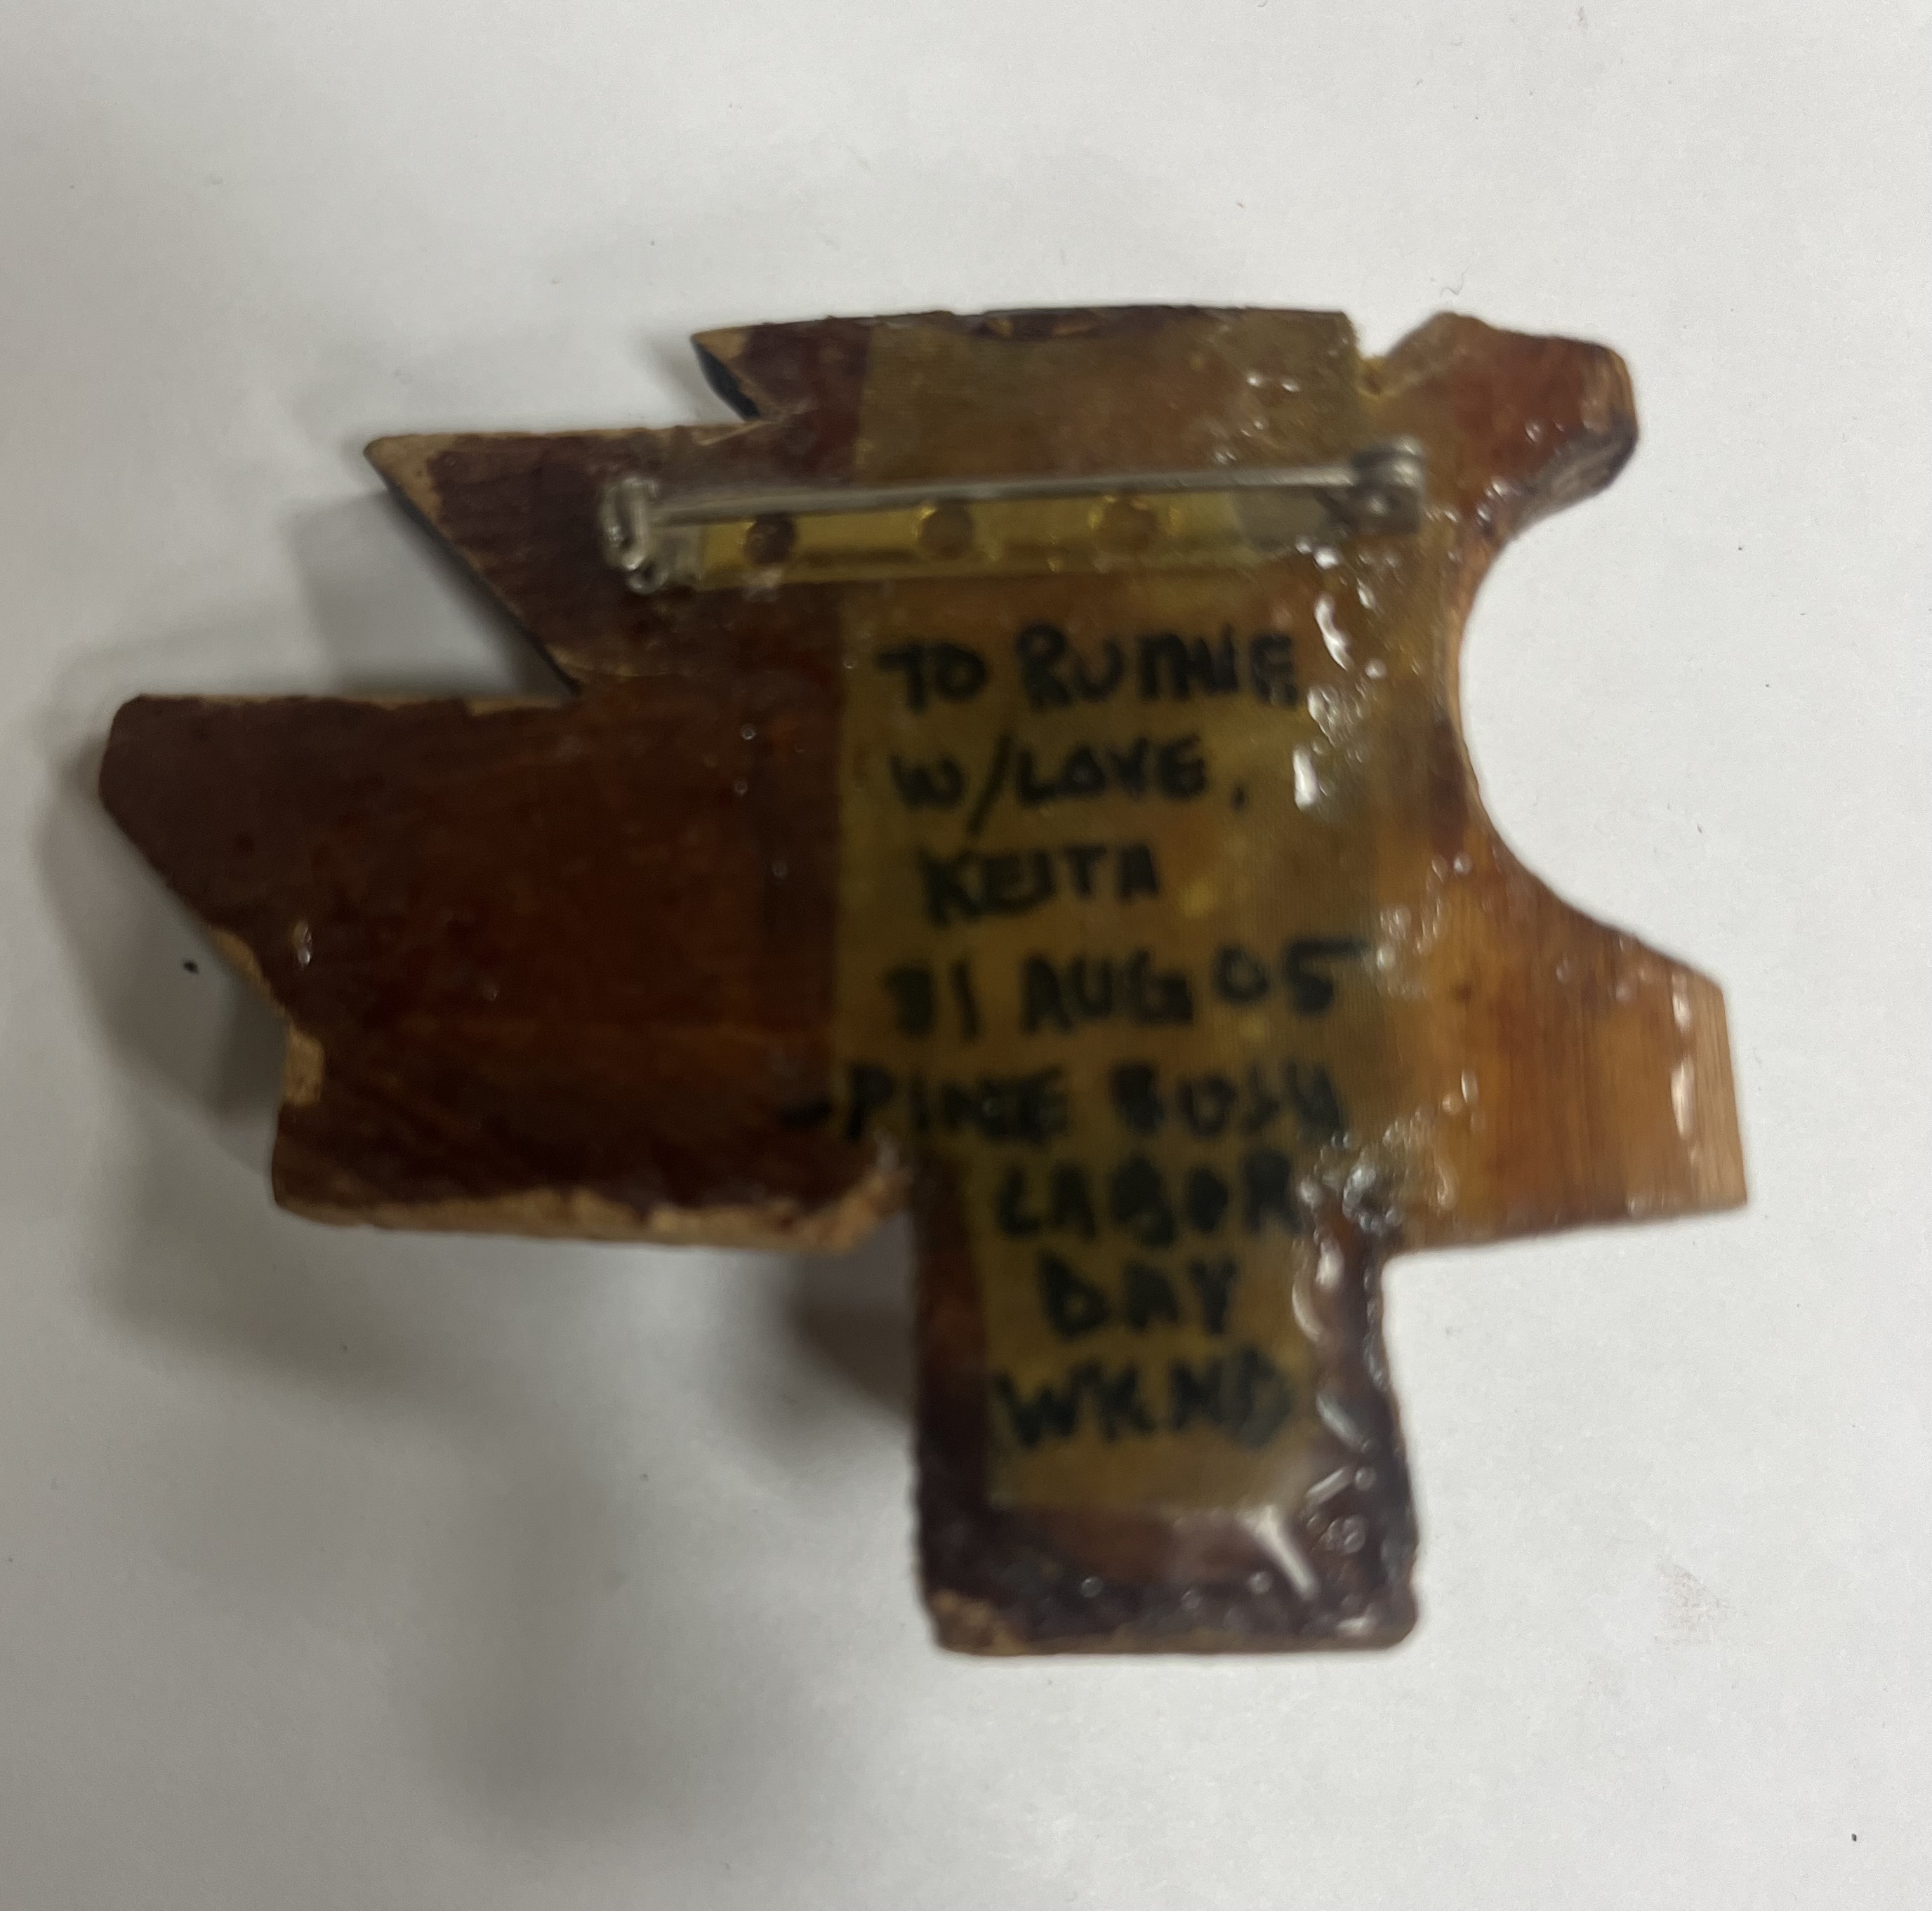 TO RUTHIE
W/LOVE,
KEITH
31 AUG 05
-PINE BUSH
LABOR
DAY
WKND